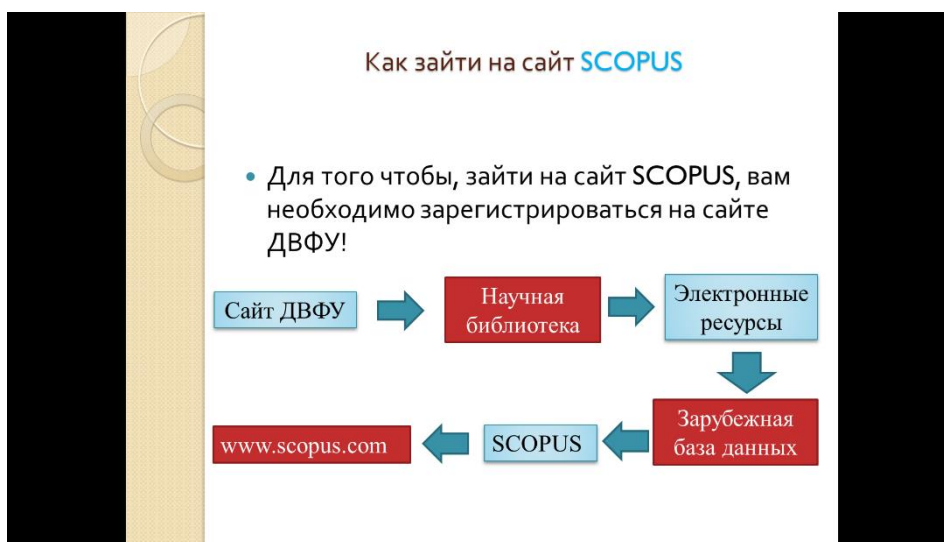 Как зайти на сайт SCOPUS
• Для того чтобы, зайти на сайт SCOPUS, вам
необходимо зарегистрироваться на сайте
ДВФУ!
Сайт ДВФУ
Научная
библиотека
Электронные
ресурсы
Зарубежная
база данных
SCOPUS
www.scopus.com